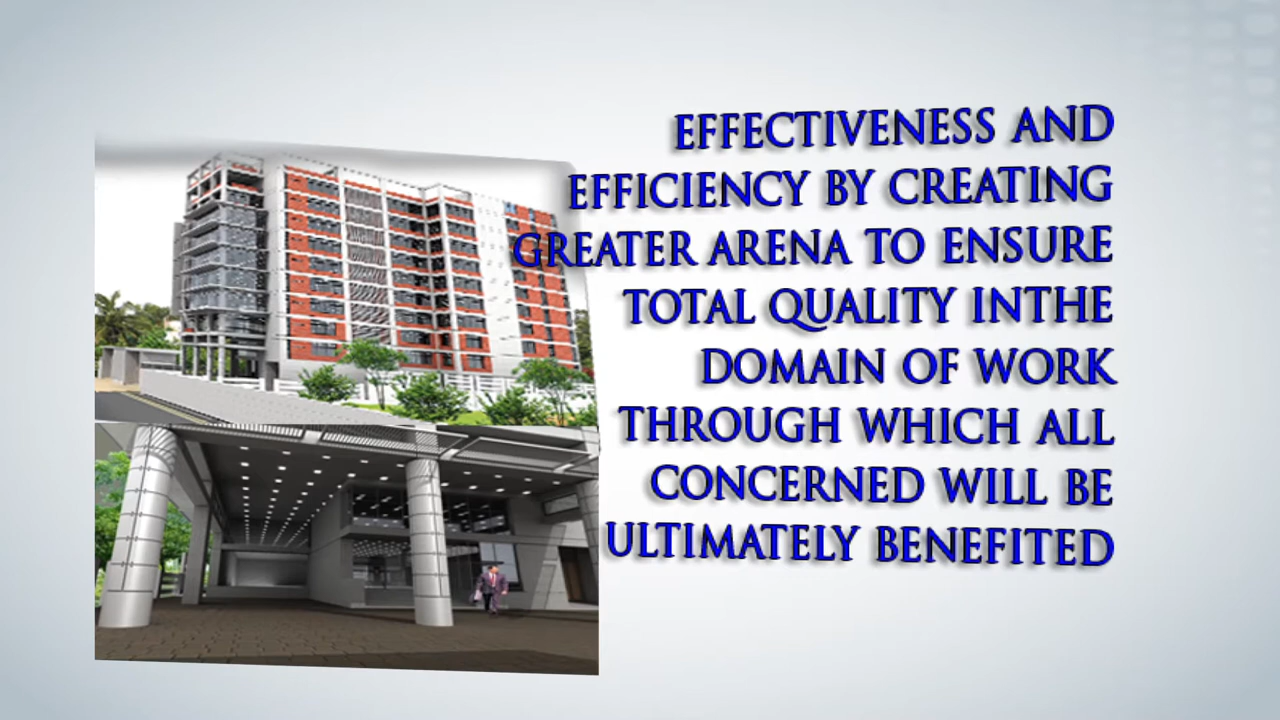 EFFECTIVENESS AND
EFFICIENCY BY CREATING
GREATER ARENA TO ENSURE
TOTAL QUALITY INTHE
DOMAIN OF WORK
THROUGH WHICH ALL
CONCERNED WILL BE
ULTIMATELY BENEFITED